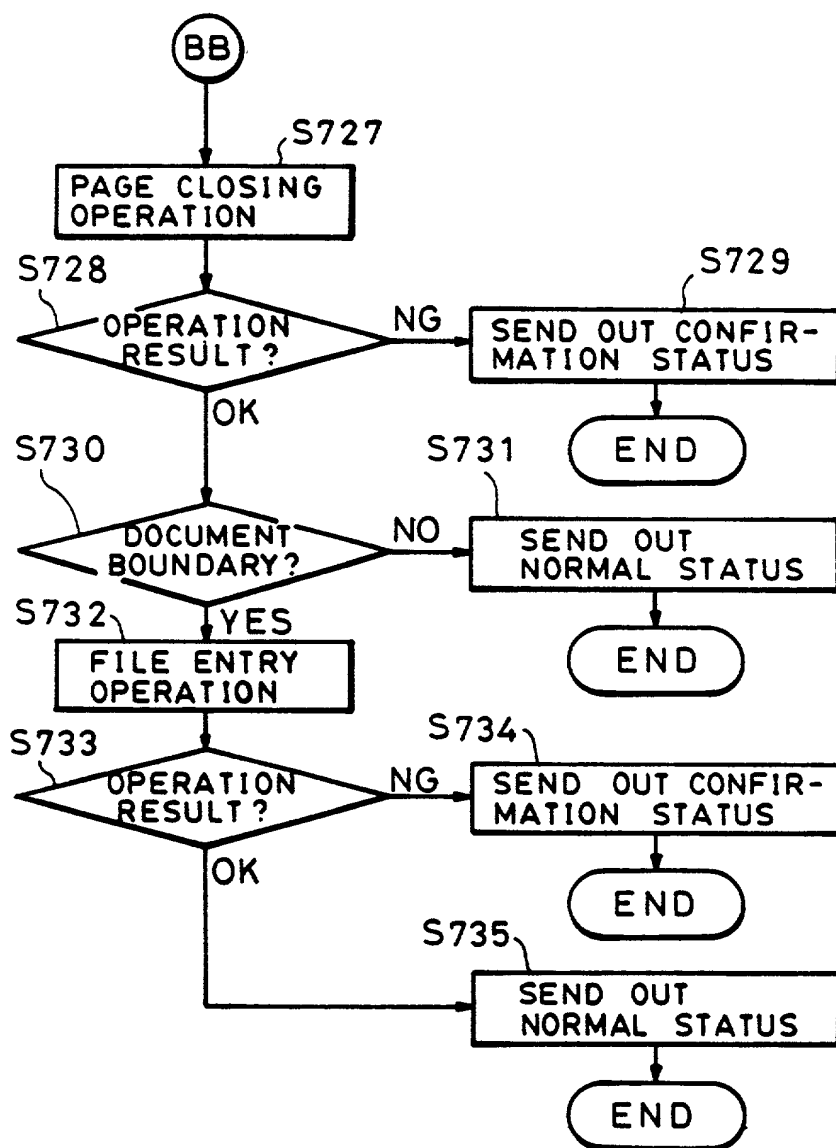 BB
S727
PAGE CLOSING
OPERATION
S728
OPERATION
RESULT?
NG
S729
SEND OUT CONFIR-
MATION STATUS
END
OK
S730
DOCUMENT
BOUNDARY?
NO
S731
SEND OUT
NORMAL STATUS
END
YES
S732
FILE ENTRY
OPERATION
S733
OPERATION
RESULT?
NG
S734
SEND OUT CONFIR-
MATION STATUS
END
OK
S735
SEND OUT
NORMAL STATUS
END